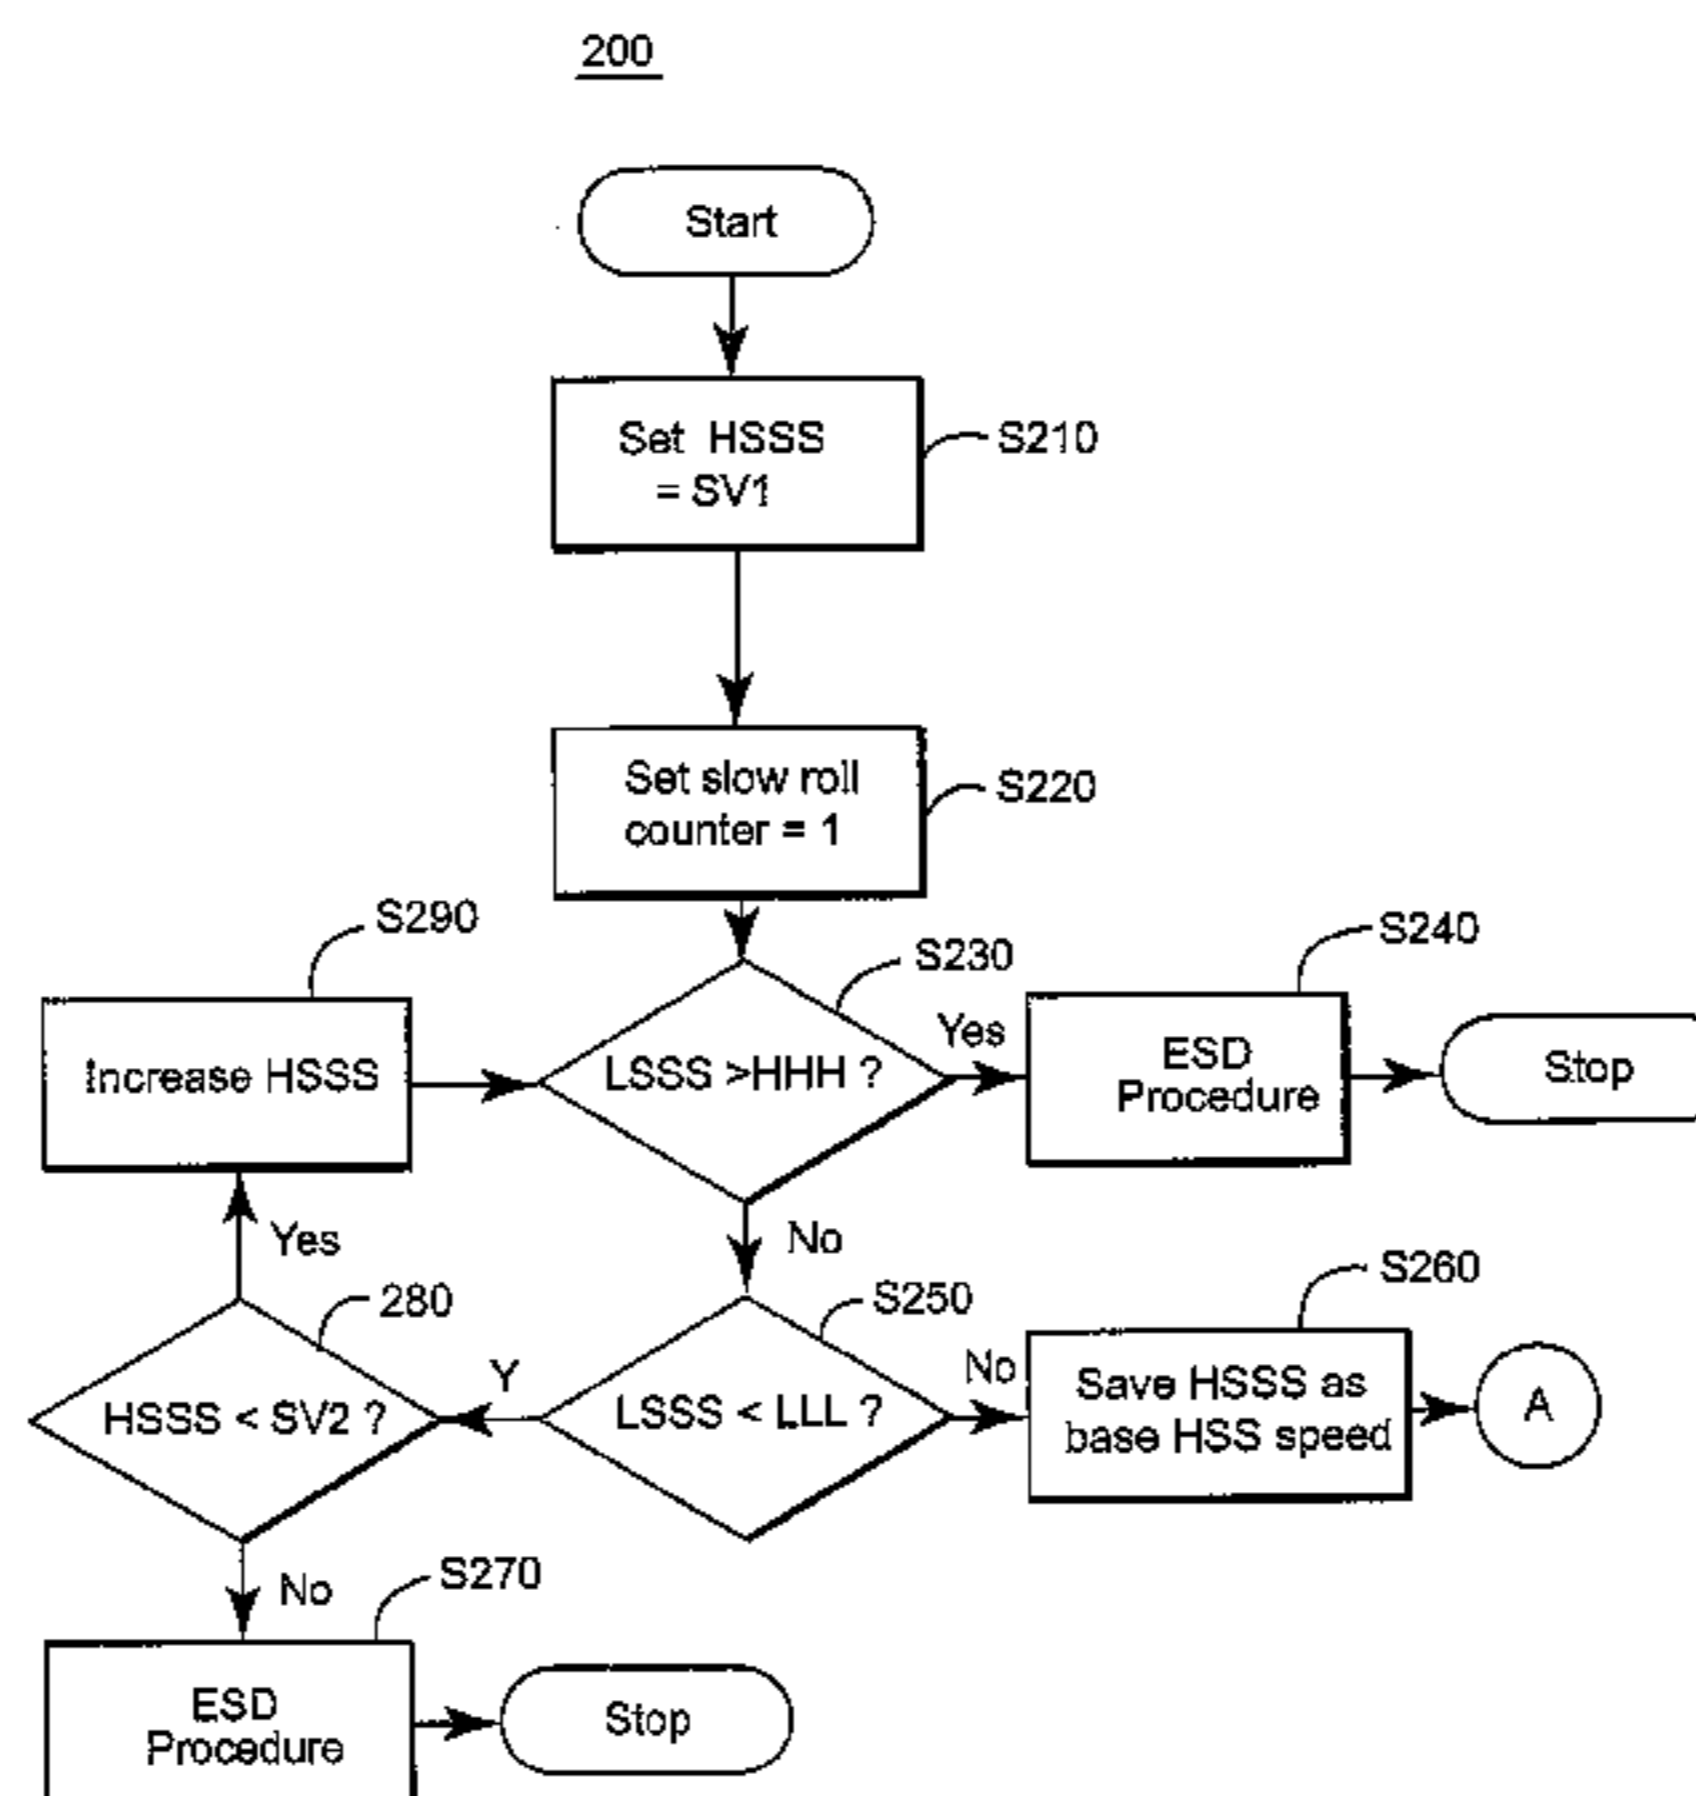 200
Start
Set HSSS
= SV1
S210
Set slow roll
counter = 1
S220
S290
S230
S240
Increase HSSS
LSSS >HHH ?
Yes
ESD
Procedure
Stop
Yes
No
280
S250
S260
HSSS < SV2 ?
Y
LSSS < LLL ?
No
Save HSSS as
base HSS speed
A
No
S270
ESD
Procedure
Stop